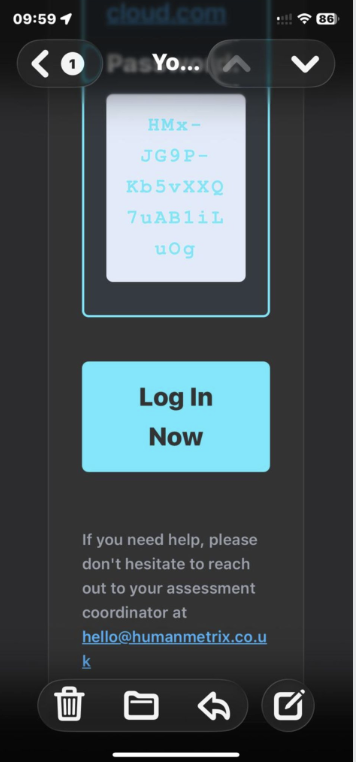 09:59
86
cloud.com
Password:
1
Yo...
HMx-
JG9P-
Kb5vXXQ
7uAB1iL
uOg
Log In
Now
If you need help, please
don't hesitate to reach
out to your assessment
coordinator at
hello@humanmetrix.co.u
k